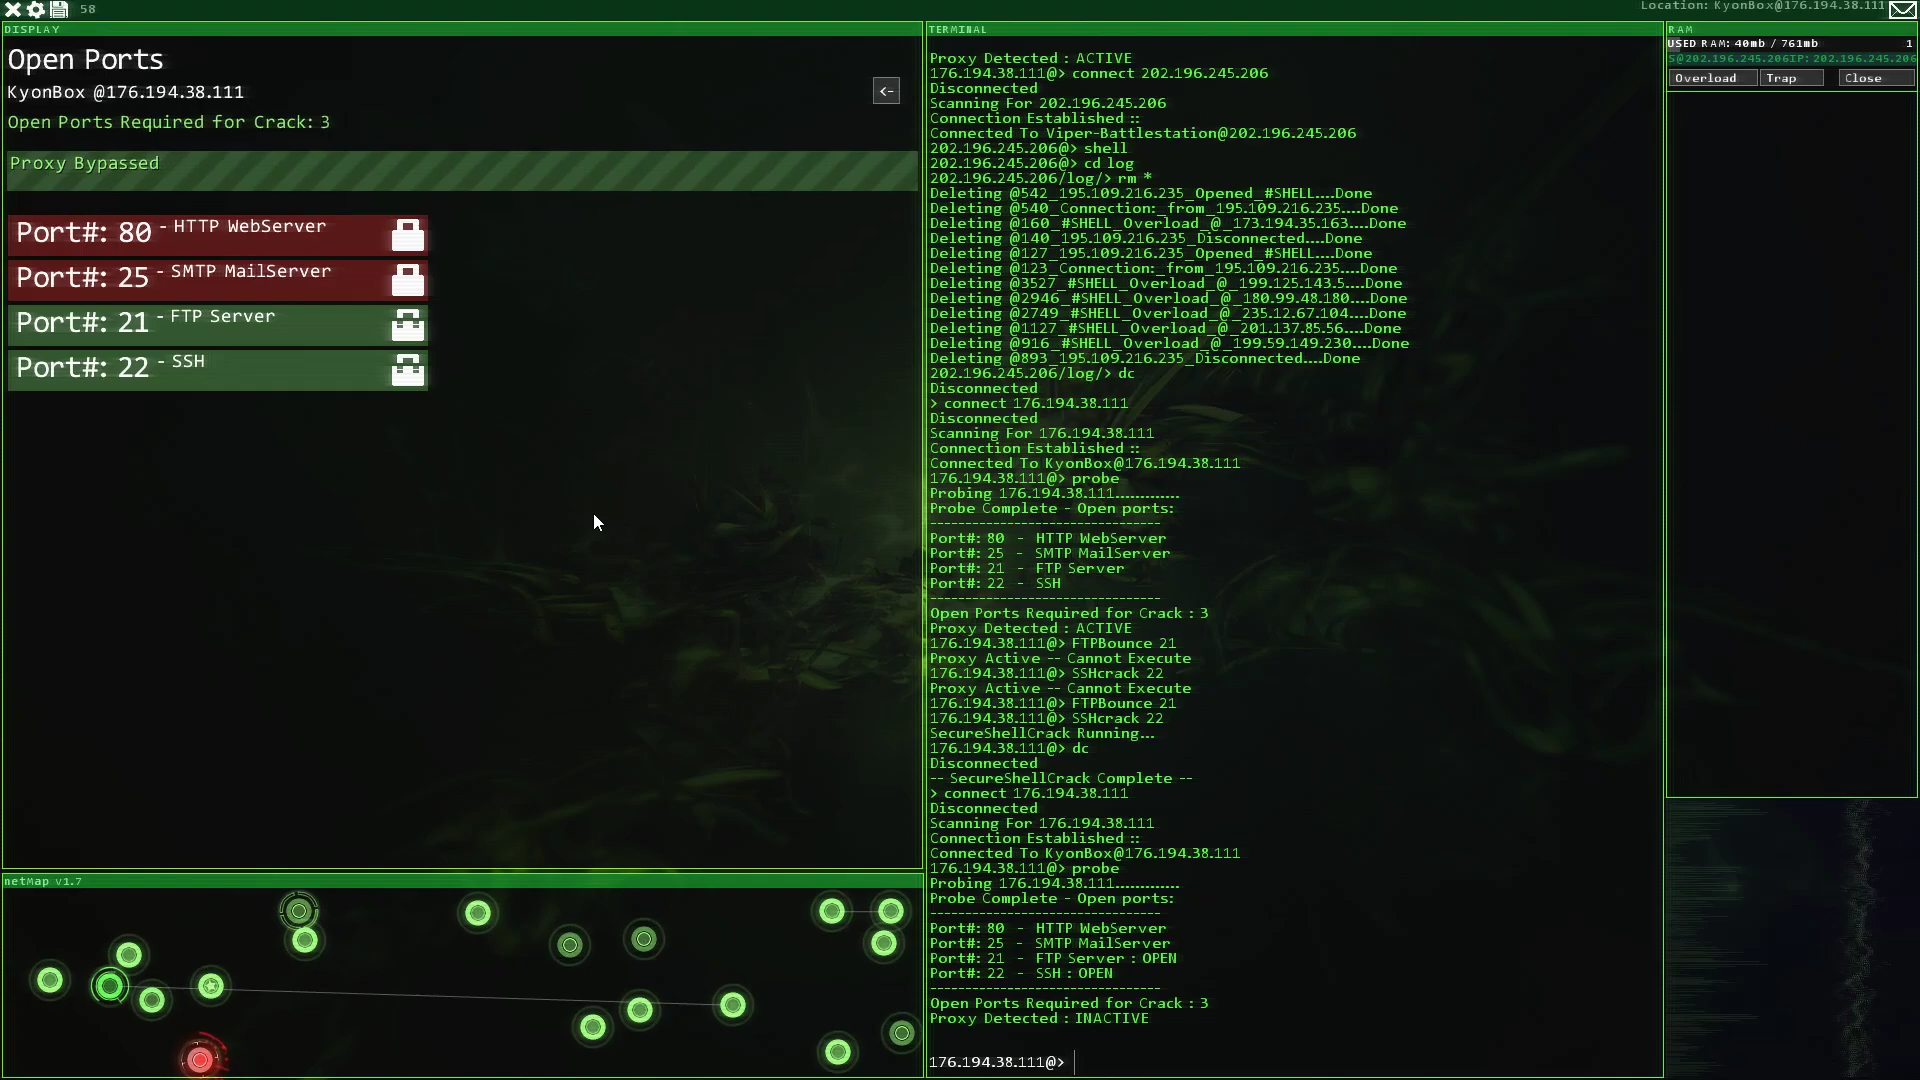 58
Location: KyonBox@176.194.38.111
DISPLAY
Open Ports
KyonBox @176.194.38.111
<-
Open Ports Required for Crack: 3
Proxy Bypassed
Port#: 80 - HTTP WebServer
Port#: 25 - SMTP MailServer
Port#: 21 - FTP Server
Port#: 22 - SSH
netMap v1.7
TERMINAL
Proxy Detected : ACTIVE
176.194.38.111@> connect 202.196.245.206
Disconnected
Scanning For 202.196.245.206
Connection Established ::
Connected To Viper-Battlestation@202.196.245.206
202.196.245.206@> shell
202.196.245.206@> cd log
202.196.245.206/log/> rm *
Deleting @542_195.109.216.235_Opened_#SHELL....Done
Deleting @540_Connection:_from_195.109.216.235....Done
Deleting @160_#SHELL_Overload_@_173.194.35.163....Done
Deleting @140_195.109.216.235_Disconnected....Done
Deleting @127_195.109.216.235_Opened_#SHELL....Done
Deleting @123_Connection:_from_195.109.216.235....Done
Deleting @3527_#SHELL_Overload_@_199.125.143.5....Done
Deleting @2946_#SHELL_Overload_@_180.99.48.180....Done
Deleting @2749_#SHELL_Overload_@_235.12.67.104....Done
Deleting @1127_#SHELL_Overload_@_201.137.85.56....Done
Deleting @916_#SHELL_Overload_@_199.59.149.230....Done
Deleting @893_195.109.216.235_Disconnected....Done
202.196.245.206/log/> dc
Disconnected
> connect 176.194.38.111
Disconnected
Scanning For 176.194.38.111
Connection Established ::
Connected To KyonBox@176.194.38.111
176.194.38.111@> probe
Probing 176.194.38.111.............
Probe Complete - Open ports:
---------------------------------
Port#: 80 - HTTP WebServer
Port#: 25 - SMTP MailServer
Port#: 21 - FTP Server
Port#: 22 - SSH
---------------------------------
Open Ports Required for Crack : 3
Proxy Detected : ACTIVE
176.194.38.111@> FTPBounce 21
Proxy Active -- Cannot Execute
176.194.38.111@> SSHcrack 22
Proxy Active -- Cannot Execute
176.194.38.111@> FTPBounce 21
176.194.38.111@> SSHcrack 22
SecureShellCrack Running...
176.194.38.111@> dc
Disconnected
-- SecureShellCrack Complete --
> connect 176.194.38.111
Disconnected
Scanning For 176.194.38.111
Connection Established ::
Connected To KyonBox@176.194.38.111
176.194.38.111@> probe
Probing 176.194.38.111.............
Probe Complete - Open ports:
---------------------------------
Port#: 80 - HTTP WebServer
Port#: 25 - SMTP MailServer
Port#: 21 - FTP Server : OPEN
Port#: 22 - SSH : OPEN
---------------------------------
Open Ports Required for Crack : 3
Proxy Detected : INACTIVE
176.194.38.111@>
RAM
USED RAM: 40mb / 761mb 1
S@202.196.245.206IP: 202.196.245.206
Overload Trap Close